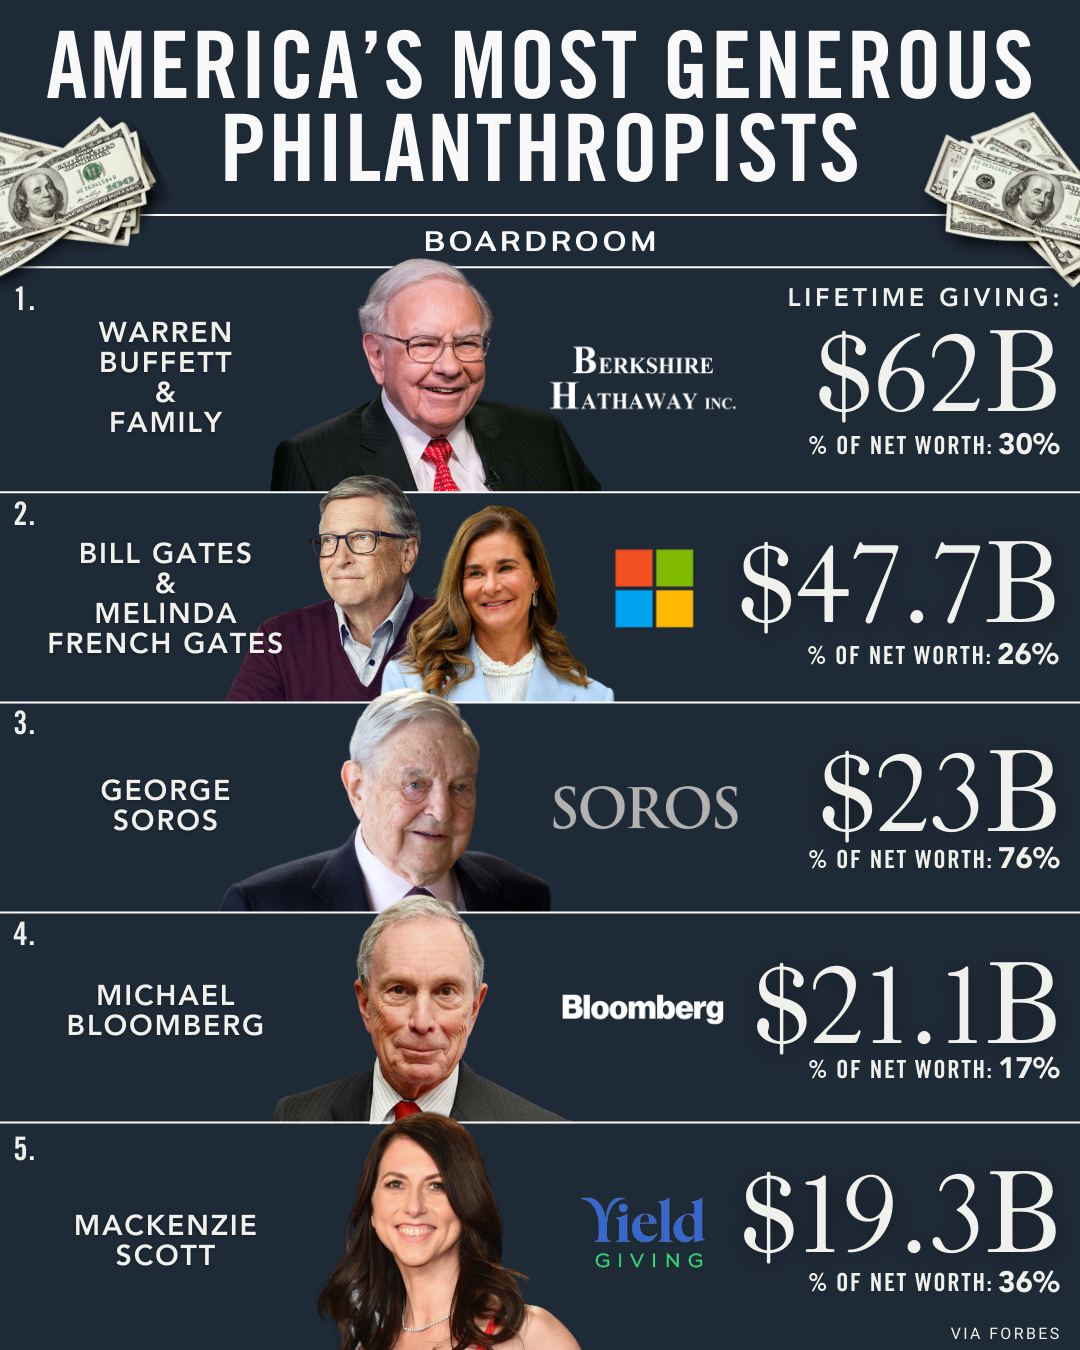 AMERICA'S MOST GENEROUS
PHILANTHROPISTS
BOARDROOM
1.
WARREN
BUFFETT
&
FAMILY
BERKSHIRE
HATHAWAY INC.
LIFETIME GIVING:
$62B
% OF NET WORTH: 30%
2.
BILL GATES
&
MELINDA
FRENCH GATES
$47.7B
% OF NET WORTH: 26%
3.
GEORGE
SOROS
SOROS
$23B
% OF NET WORTH: 76%
4.
MICHAEL
BLOOMBERG
Bloomberg
$21.1B
% OF NET WORTH: 17%
5.
MACKENZIE
SCOTT
Yield
GIVING
$19.3B
% OF NET WORTH: 36%
VIA FORBES